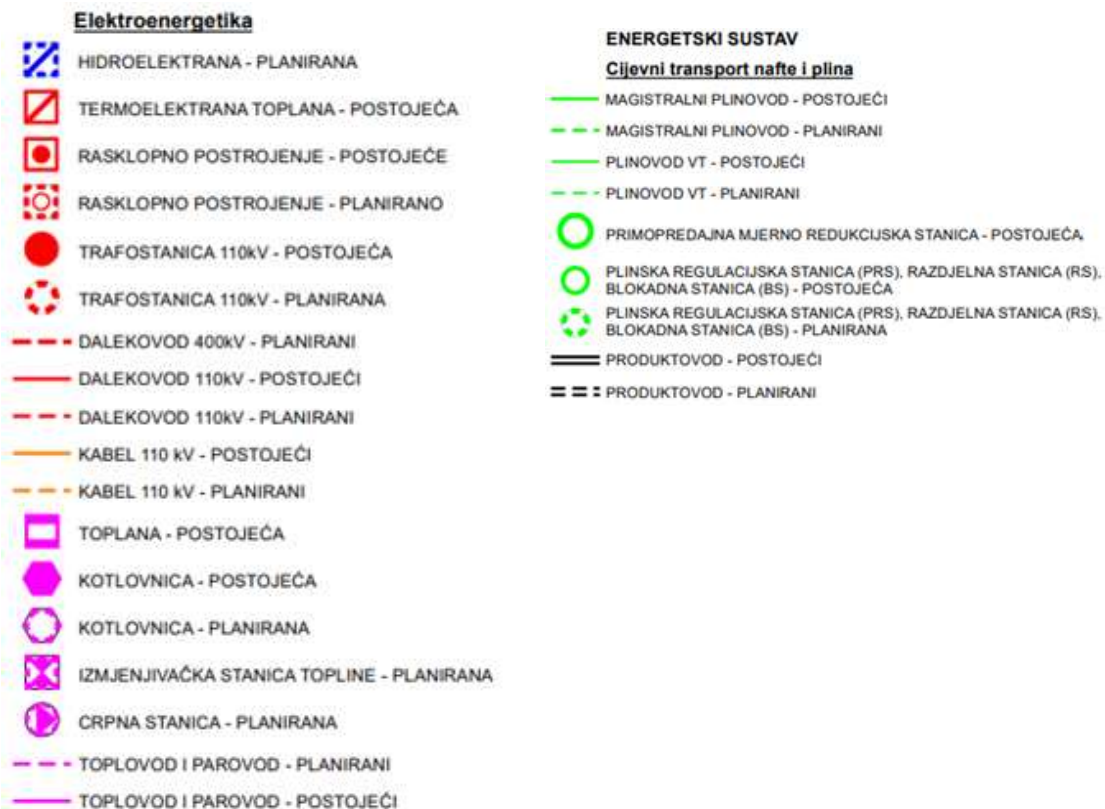 Elektroenergetika
HIDROELEKTRANA - PLANIRANA
TERMOELEKTRANA TOPLANA - POSTOJEĆA
RASKLOPNO POSTROJENJE - POSTOJEĆE
RASKLOPNO POSTROJENJE - PLANIRANO
TRAFOSTANICA 110kV - POSTOJEĆA
TRAFOSTANICA 110kV - PLANIRANA
DALEKOVOD 400kV - PLANIRANI
DALEKOVOD 110kV - POSTOJEĆI
DALEKOVOD 110kV - PLANIRANI
KABEL 110 kV - POSTOJEĆI
KABEL 110 kV - PLANIRANI
TOPLANA - POSTOJEĆA
KOTLOVNICA - POSTOJEĆA
KOTLOVNICA - PLANIRANA
IZMJENJIVAČKA STANICA TOPLINE - PLANIRANA
CRPNA STANICA - PLANIRANA
TOPLOVOD I PAROVOD - PLANIRANI
TOPLOVOD I PAROVOD - POSTOJEĆI
ENERGETSKI SUSTAV
Cijevni transport nafte i plina
MAGISTRALNI PLINOVOD - POSTOJEĆI
MAGISTRALNI PLINOVOD - PLANIRANI
PLINOVOD VT - POSTOJEĆI
PLINOVOD VT - PLANIRANI
PRIMOPREDAJNA MJERNO REDUKCIJSKA STANICA - POSTOJEĆA
PLINSKA REGULACIJSKA STANICA (PRS), RAZDJELNA STANICA (RS),
BLOKADNA STANICA (BS) - POSTOJEĆA
PLINSKA REGULACIJSKA STANICA (PRS), RAZDJELNA STANICA (RS),
BLOKADNA STANICA (BS) - PLANIRANA
PRODUKTOVOD - POSTOJEĆI
PRODUKTOVOD - PLANIRANI